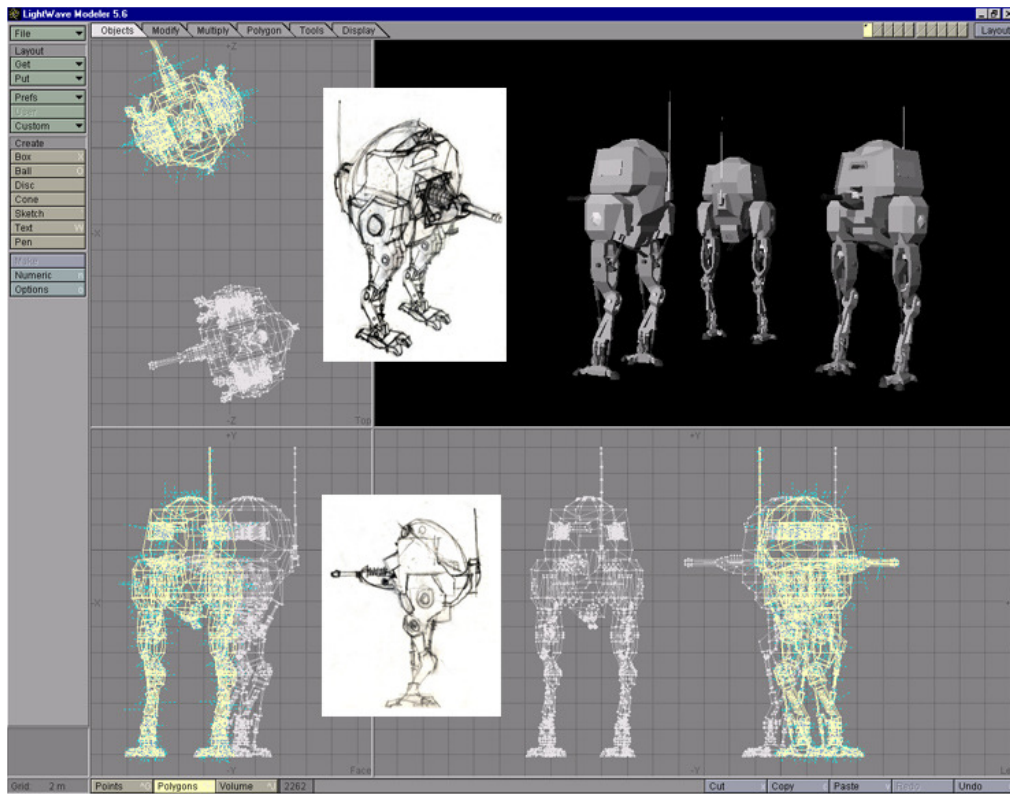 LightWave Modeler 5.6
File
Objects Modify Multiply Polygon Tools Display
Layout
Layout
Get
Put
Prefs
User
Custom
Create
Box X
Ball O
Disc
Cone
Sketch
Text W
Pen
Make
Numeric n
Options o
+Z
-X
-Z
Top
+Y
+Y
-X
-Y
Face
-Y
Grid: 2 m
Points
Polygons
Volume
2262
Cut
Copy
Paste
Redo
Undo